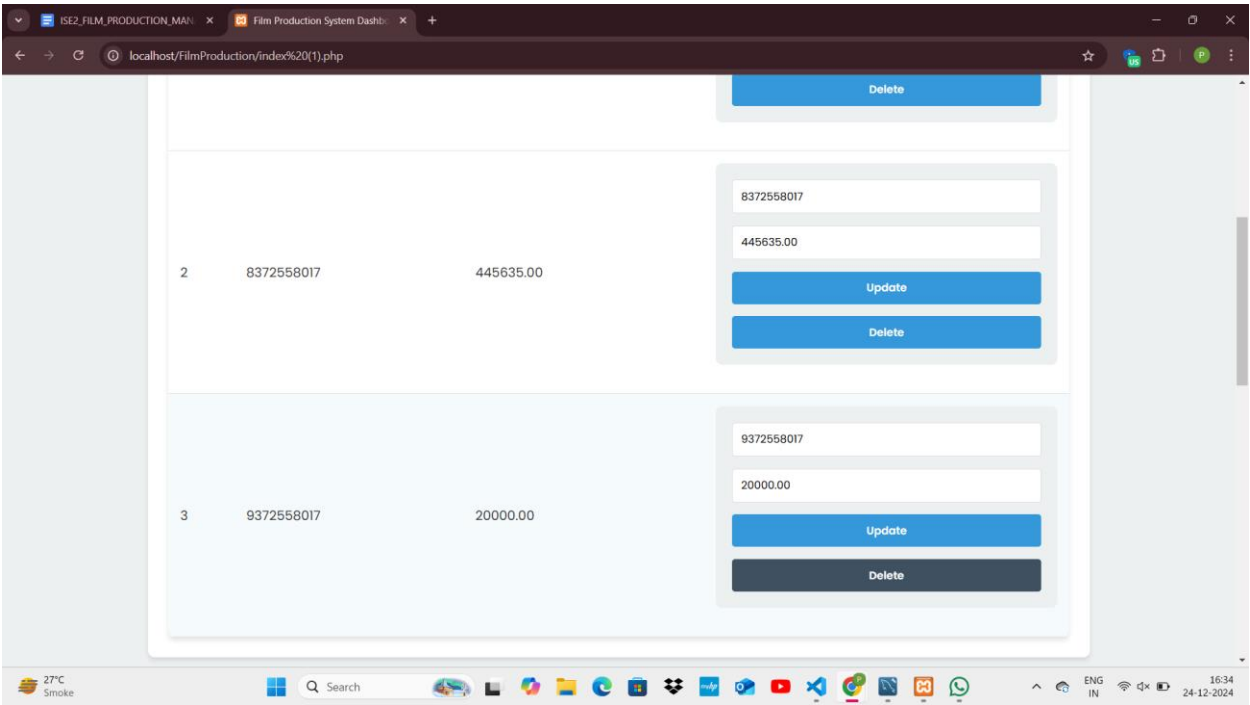 ISE2_FILM_PRODUCTION_MAN
Film Production System Dashbo
localhost/FilmProduction/index%20(1).php
US
P
Delete
8372558017
445635.00
2 8372558017 445635.00
Update
Delete
9372558017
20000.00
3 9372558017 20000.00
Update
Delete
27°C
Smoke
Search
ENG
IN
16:34
24-12-2024